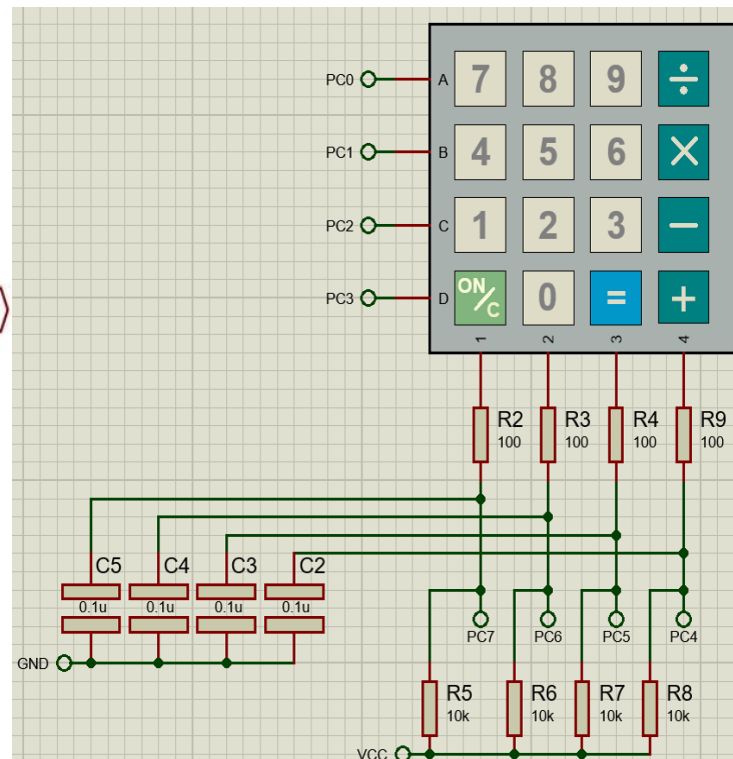 PC0 A 7 8 9 ÷
PC1 B 4 5 6 ×
PC2 C 1 2 3 −
PC3 D ON/C 0 = +
1 2 3 4
R2 R3 R4 R9
100 100 100 100
C5 C4 C3 C2
0.1u 0.1u 0.1u 0.1u
PC7 PC6 PC5 PC4
GND
R5 R6 R7 R8
10k 10k 10k 10k
VCC